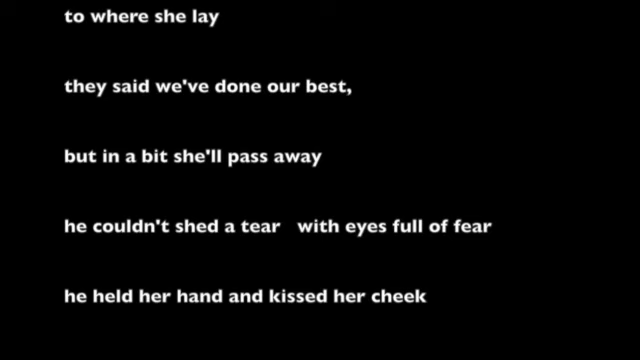 to where she lay
they said we've done our best,
but in a bit she'll pass away
he couldn't shed a tear   with eyes full of fear
he held her hand and kissed her cheek